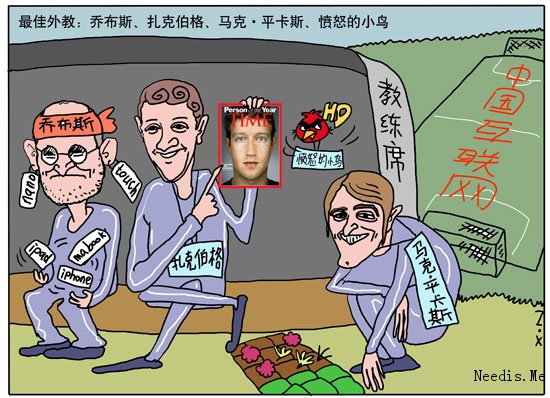 最佳外教：乔布斯、扎克伯格、马克·平卡斯、愤怒的小鸟
乔布斯
nano
touch
ipad
macbook
iphone
Person of the Year
TIME
扎克伯格
HD
愤怒的小鸟
教练席
中国互联网
马克·平卡斯
Z·X
Needis.Me